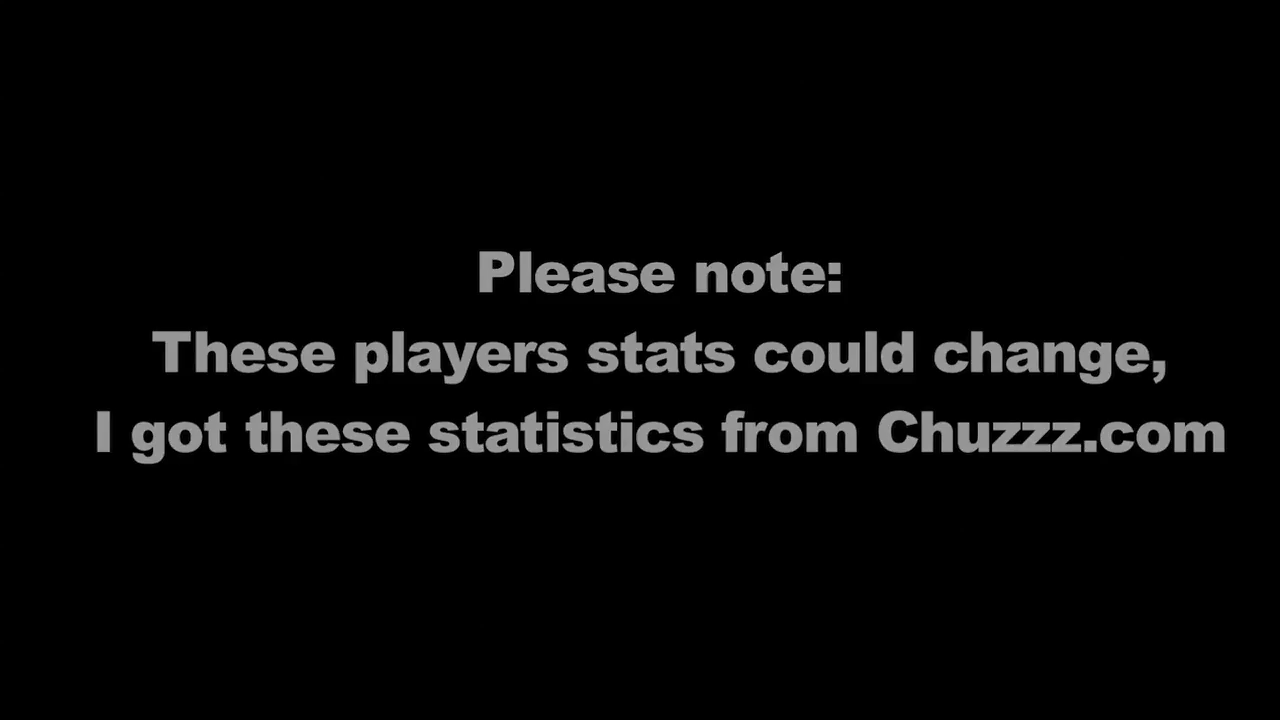 Please note:
These players stats could change,
I got these statistics from Chuzzz.com